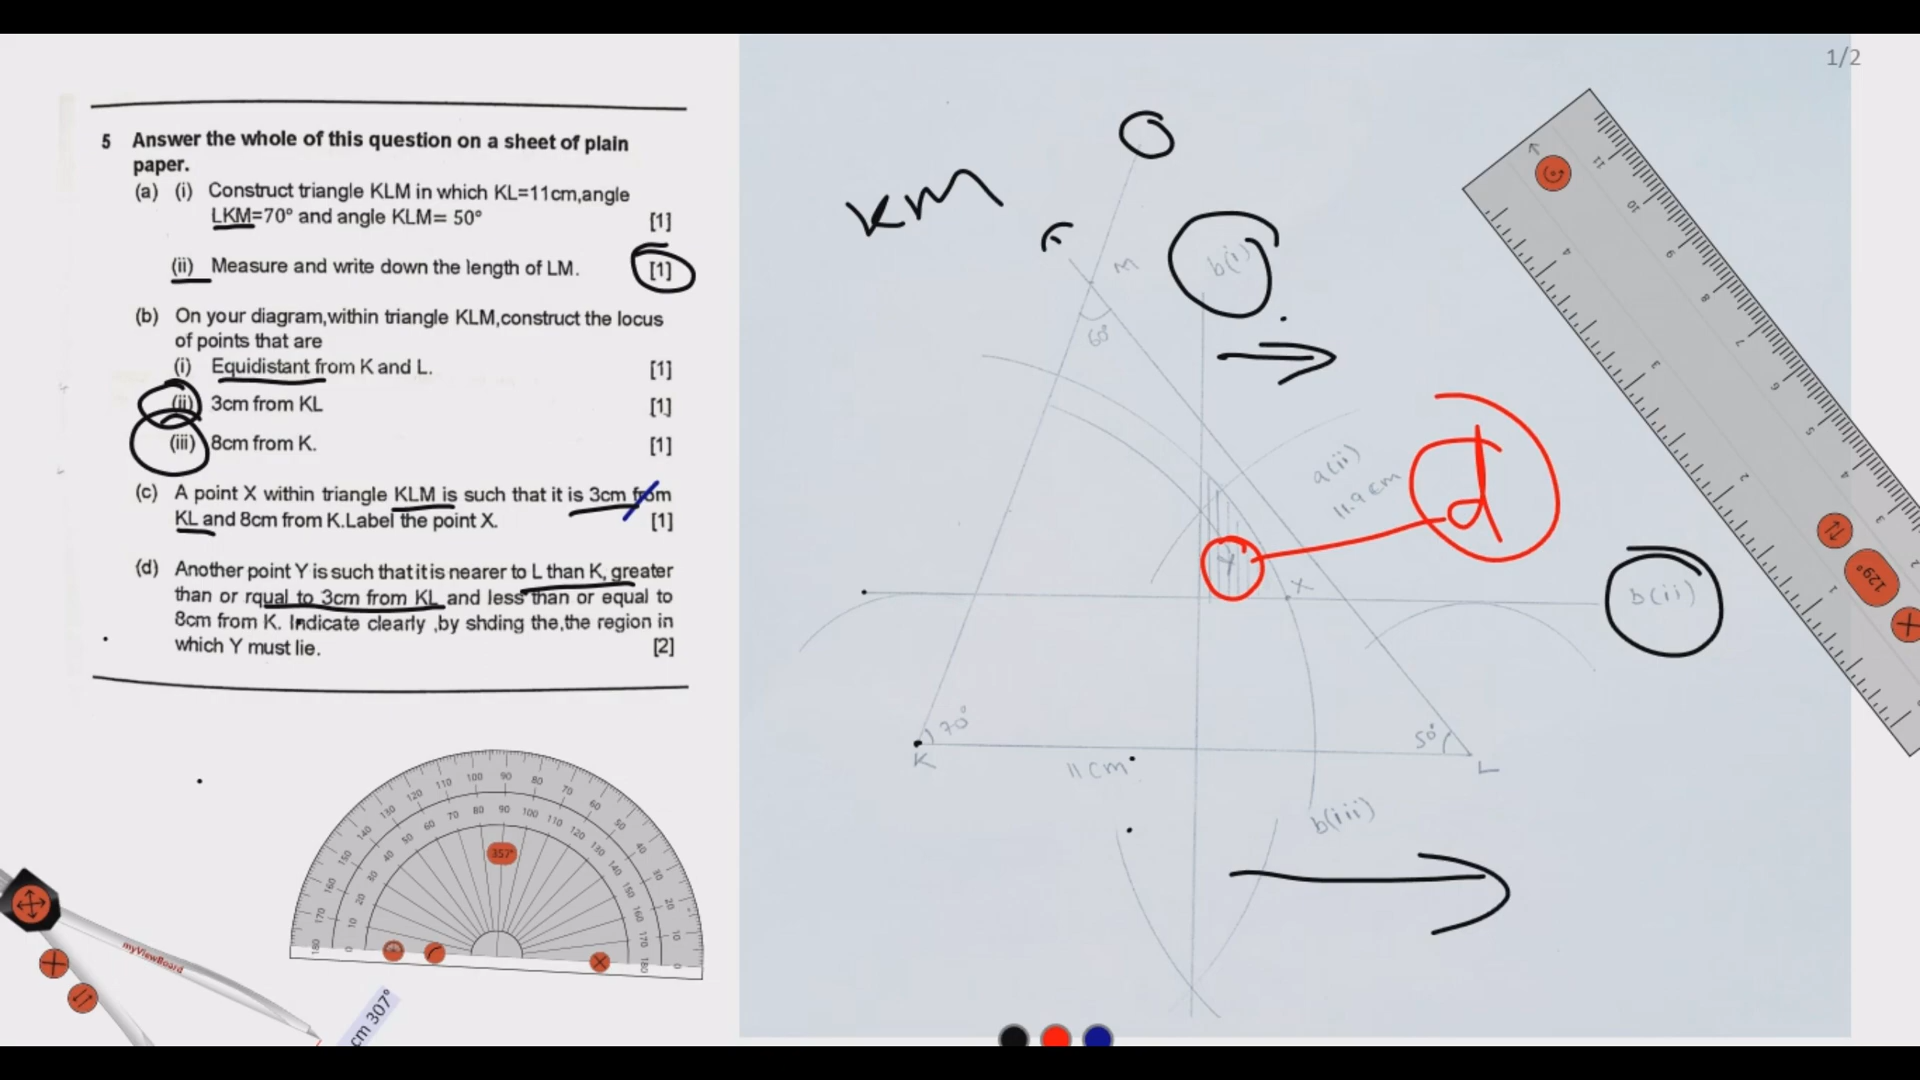 1/2
5 Answer the whole of this question on a sheet of plain
paper.
(a) (i) Construct triangle KLM in which KL=11cm,angle
LKM=70° and angle KLM= 50°
[1]
(ii) Measure and write down the length of LM. [1]
(b) On your diagram,within triangle KLM,construct the locus
of points that are
(i) Equidistant from K and L. [1]
(ii) 3cm from KL [1]
(iii) 8cm from K. [1]
(c) A point X within triangle KLM is such that it is 3cm from
KL and 8cm from K.Label the point X. [1]
(d) Another point Y is such that it is nearer to L than K, greater
than or rqual to 3cm from KL and less than or equal to
8cm from K. Indicate clearly ,by shding the,the region in
which Y must lie. [2]
KM
b(i)
M
60°
a(ii)
11.9cm
d
Y
X
b(ii)
70°
K
11cm
50°
L
b(iii)
357°
129°
myViewBoard
cm 307°